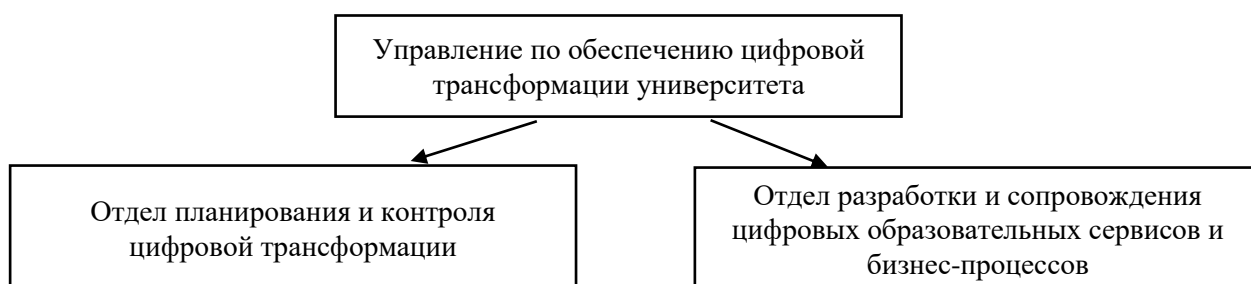 Управление по обеспечению цифровой
трансформации университета
Отдел планирования и контроля
цифровой трансформации
Отдел разработки и сопровождения
цифровых образовательных сервисов и
бизнес-процессов